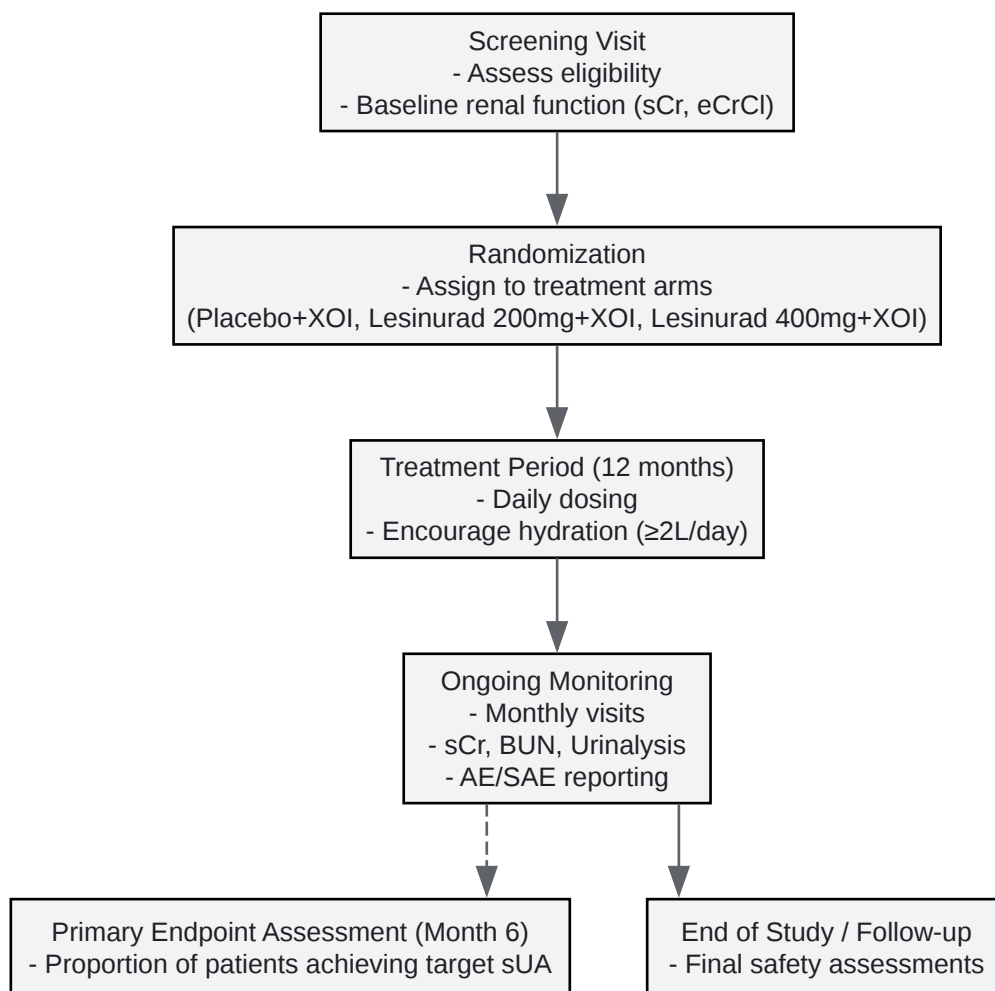 Screening Visit
- Assess eligibility
- Baseline renal function (sCr, eCrCl)
Randomization
- Assign to treatment arms
(Placebo+XOI, Lesinurad 200mg+XOI, Lesinurad 400mg+XOI)
Treatment Period (12 months)
- Daily dosing
- Encourage hydration (≥2L/day)
Ongoing Monitoring
- Monthly visits
- sCr, BUN, Urinalysis
- AE/SAE reporting
Primary Endpoint Assessment (Month 6)
- Proportion of patients achieving target sUA
End of Study / Follow-up
- Final safety assessments